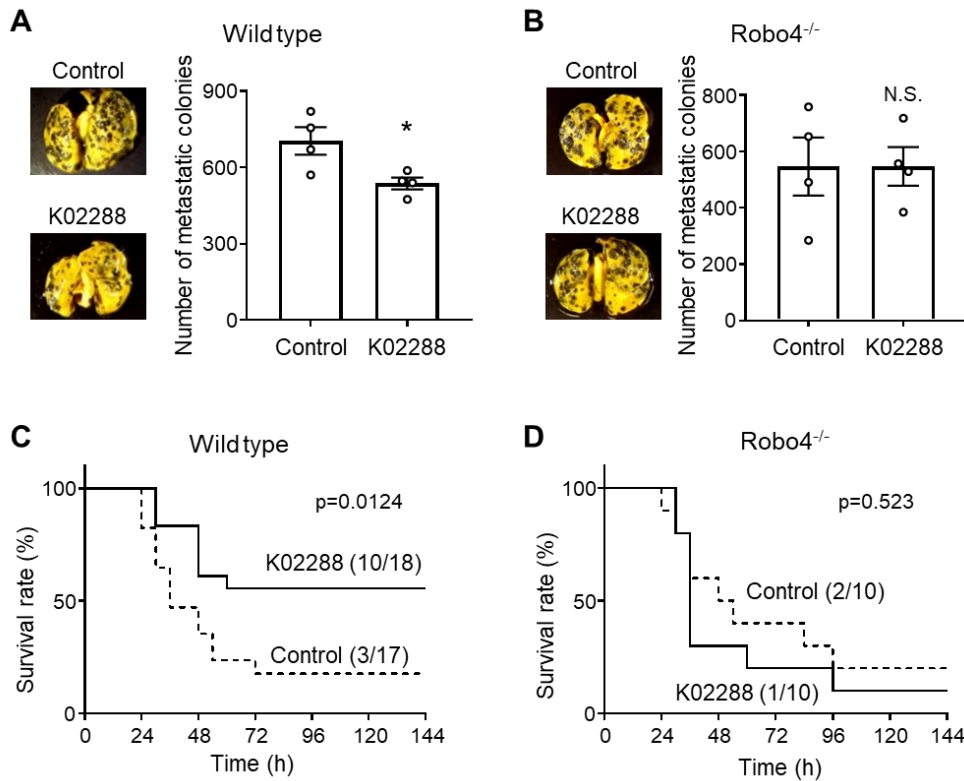 A
Wild type
Control
K02288
Number of metastatic colonies
900
600
300
0
*
Control
K02288
B
Robo4-/-
Control
K02288
Number of metastatic colonies
800
600
400
200
0
N.S.
Control
K02288
C
Wild type
Survival rate (%)
100
50
0
p=0.0124
K02288 (10/18)
Control (3/17)
0 24 48 72 96 120 144
Time (h)
D
Robo4-/-
Survival rate (%)
100
50
0
p=0.523
Control (2/10)
K02288 (1/10)
0 24 48 72 96 120 144
Time (h)